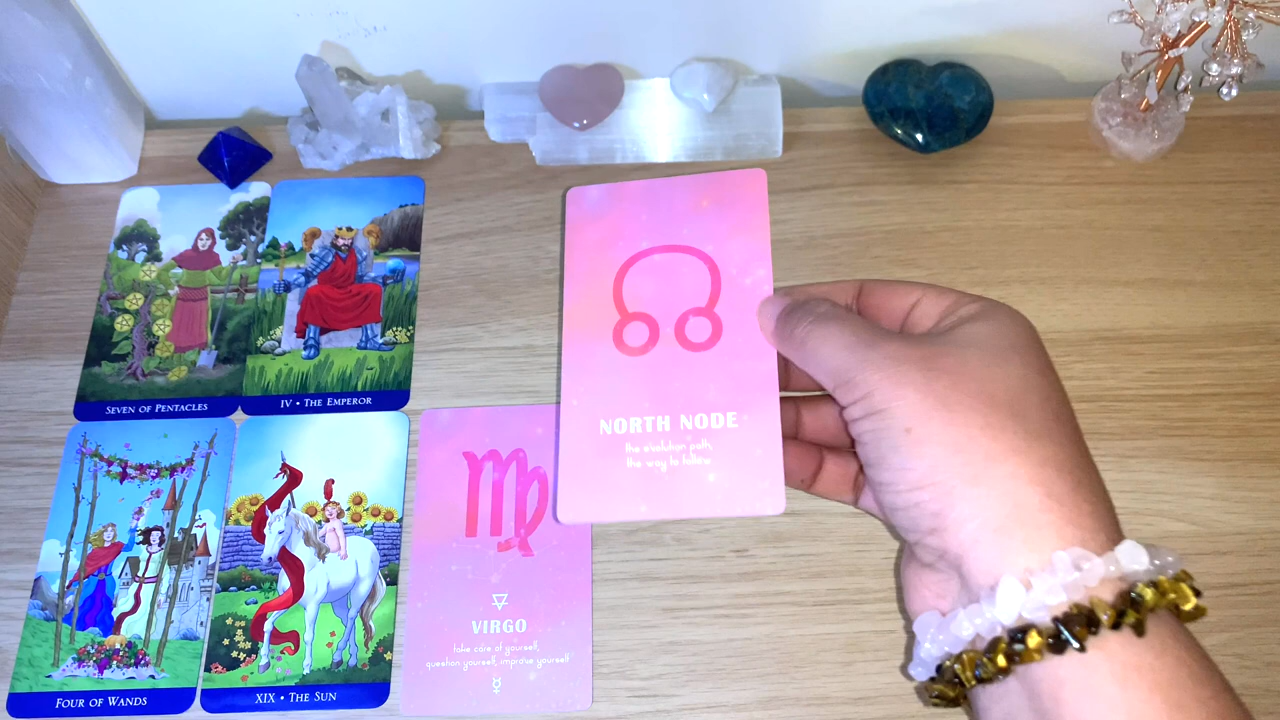 SEVEN OF PENTACLES
IV • THE EMPEROR
NORTH NODE
the evolution path,
the way to follow
FOUR OF WANDS
XIX • THE SUN
VIRGO
take care of yourself,
question yourself, improve yourself